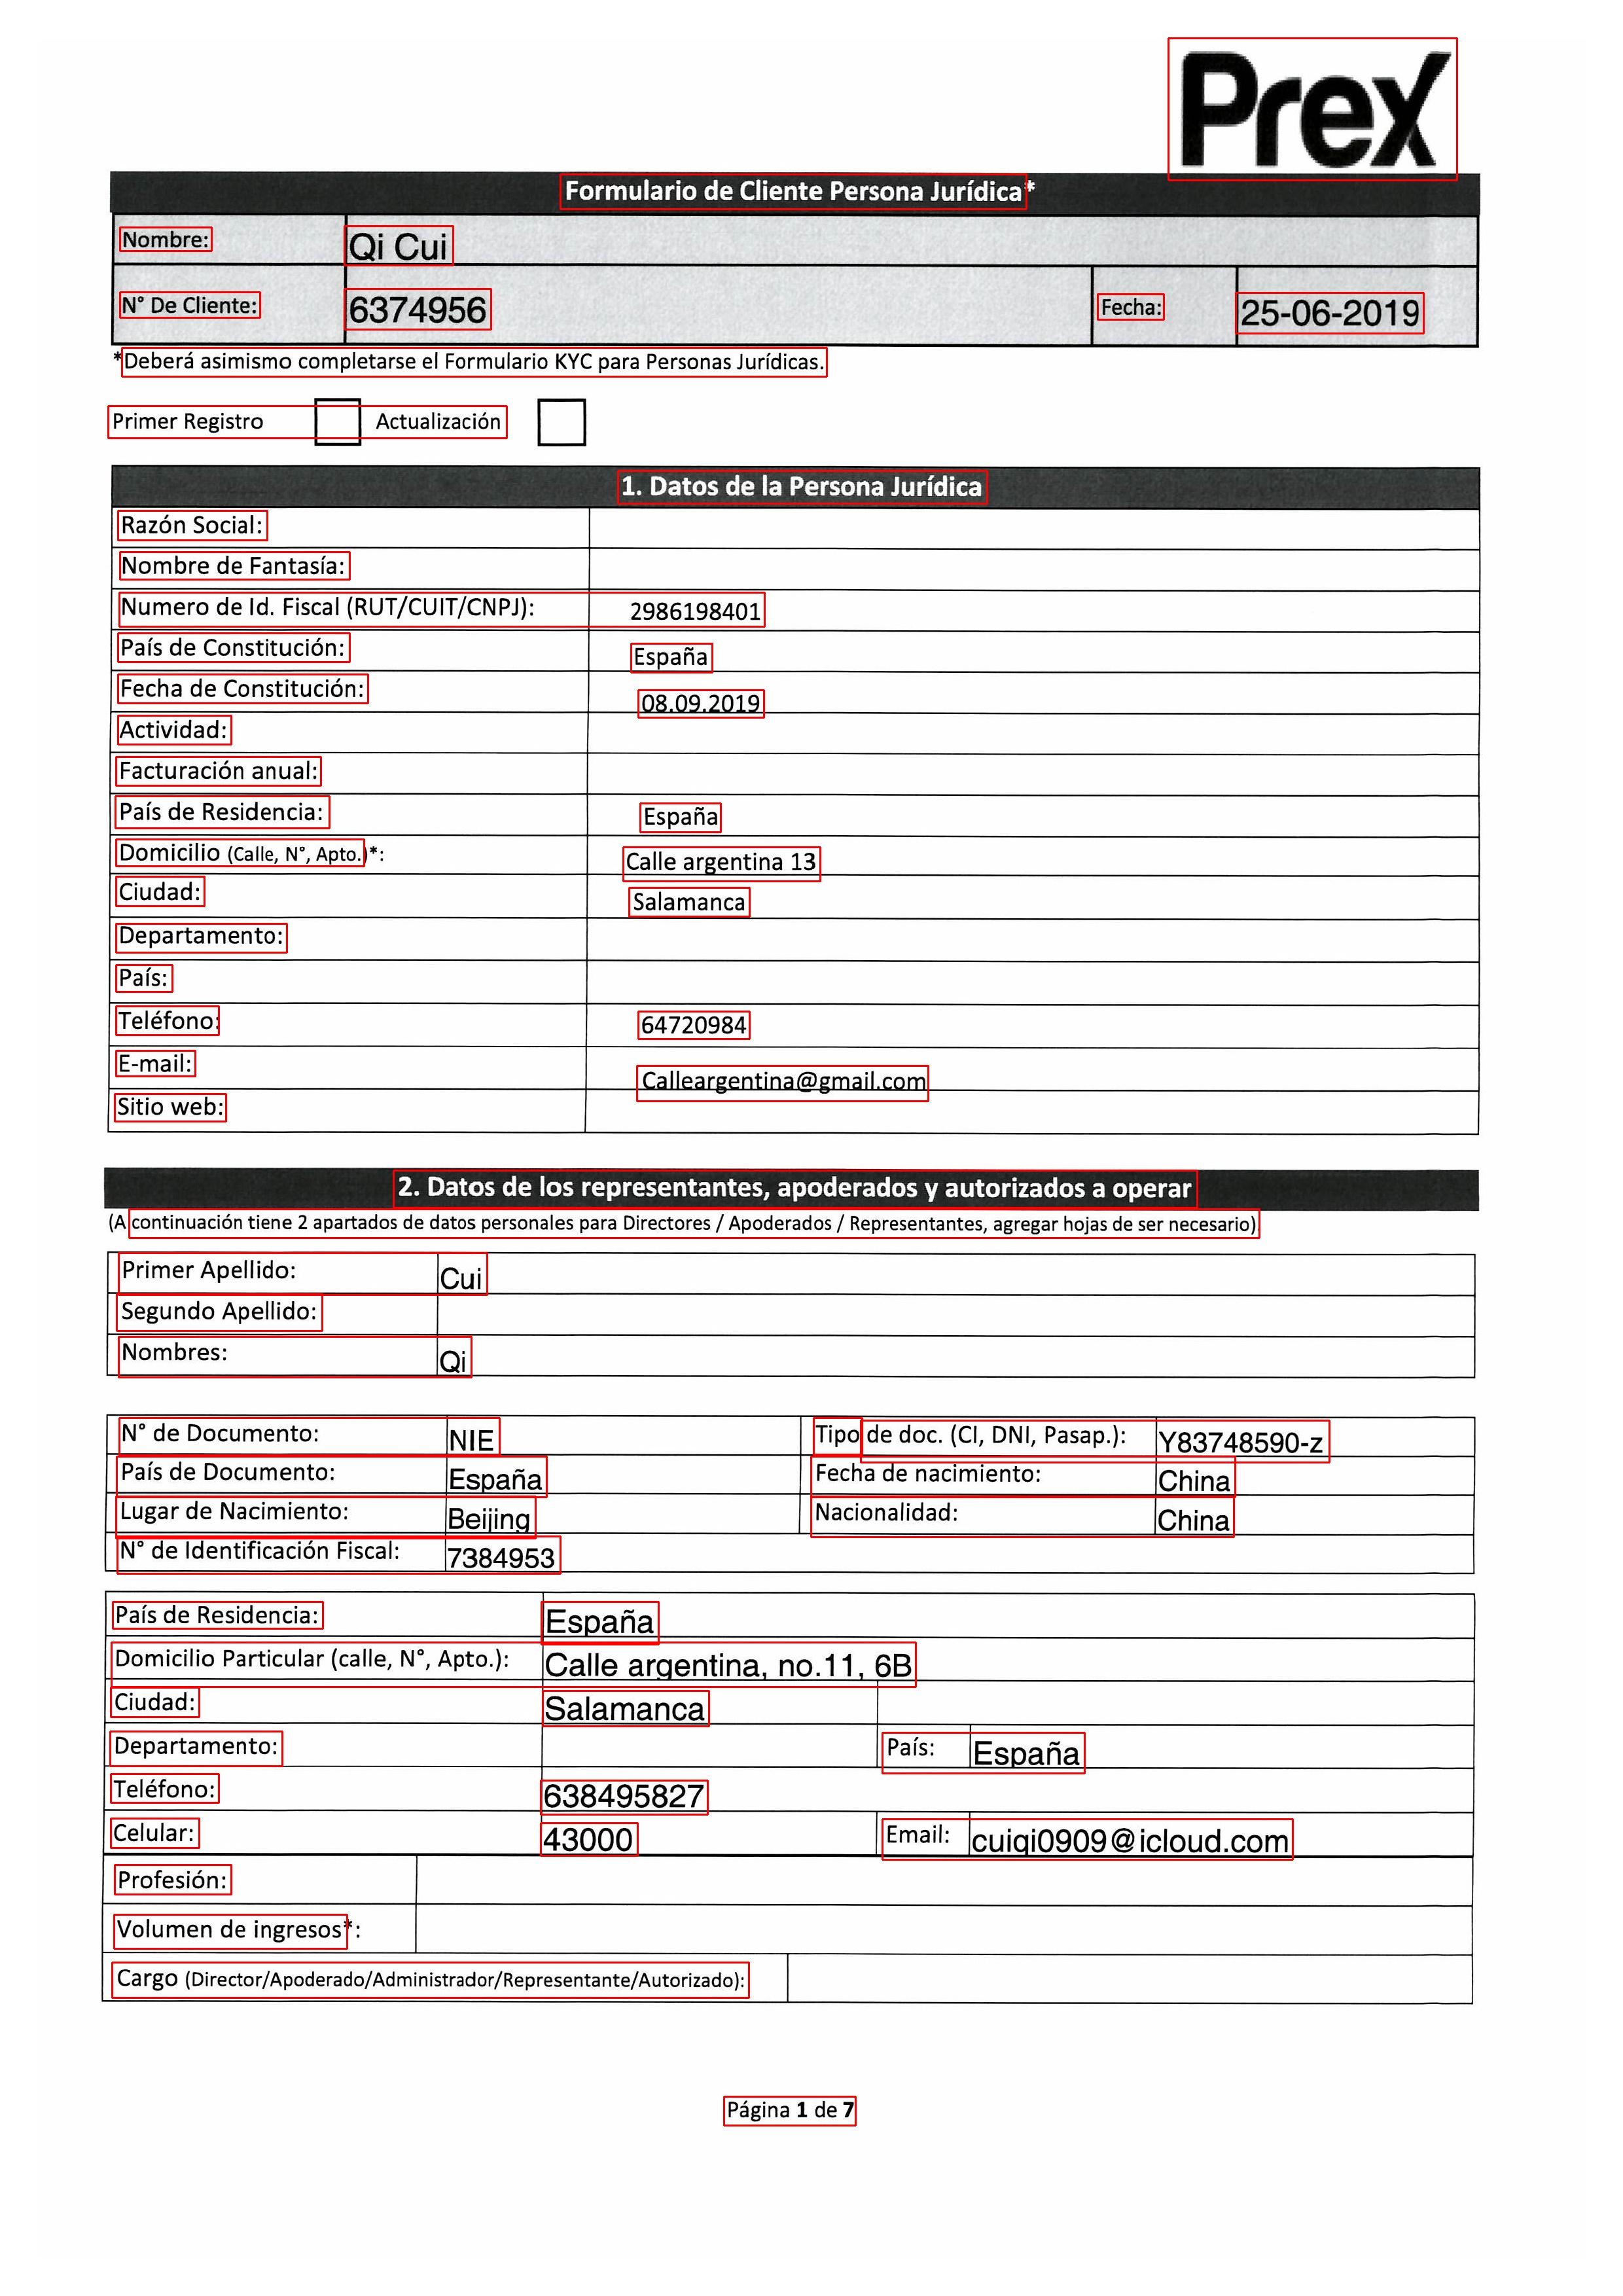 Prex
Formulario de Cliente Persona Jurídica*
Nombre: Qi Cui
N° De Cliente: 6374956 Fecha: 25-06-2019
*Deberá asimismo completarse el Formulario KYC para Personas Jurídicas.
Primer Registro Actualización
1. Datos de la Persona Jurídica
Razón Social:
Nombre de Fantasía:
Numero de Id. Fiscal (RUT/CUIT/CNPJ): 2986198401
País de Constitución: España
Fecha de Constitución: 08.09.2019
Actividad:
Facturación anual:
País de Residencia: España
Domicilio (Calle, N°, Apto.)*: Calle argentina 13
Ciudad: Salamanca
Departamento:
País:
Teléfono: 64720984
E-mail: Calleargentina@gmail.com
Sitio web:
2. Datos de los representantes, apoderados y autorizados a operar
(A continuación tiene 2 apartados de datos personales para Directores / Apoderados / Representantes, agregar hojas de ser necesario)
Primer Apellido: Cui
Segundo Apellido:
Nombres: Qi
N° de Documento: NIE Tipo de doc. (CI, DNI, Pasap.): Y83748590-z
País de Documento: España Fecha de nacimiento: China
Lugar de Nacimiento: Beijing Nacionalidad: China
N° de Identificación Fiscal: 7384953
País de Residencia: España
Domicilio Particular (calle, N°, Apto.): Calle argentina, no.11, 6B
Ciudad: Salamanca
Departamento: País: España
Teléfono: 638495827
Celular: 43000 Email: cuiqi0909@icloud.com
Profesión:
Volumen de ingresos*:
Cargo (Director/Apoderado/Administrador/Representante/Autorizado):
Página 1 de 7